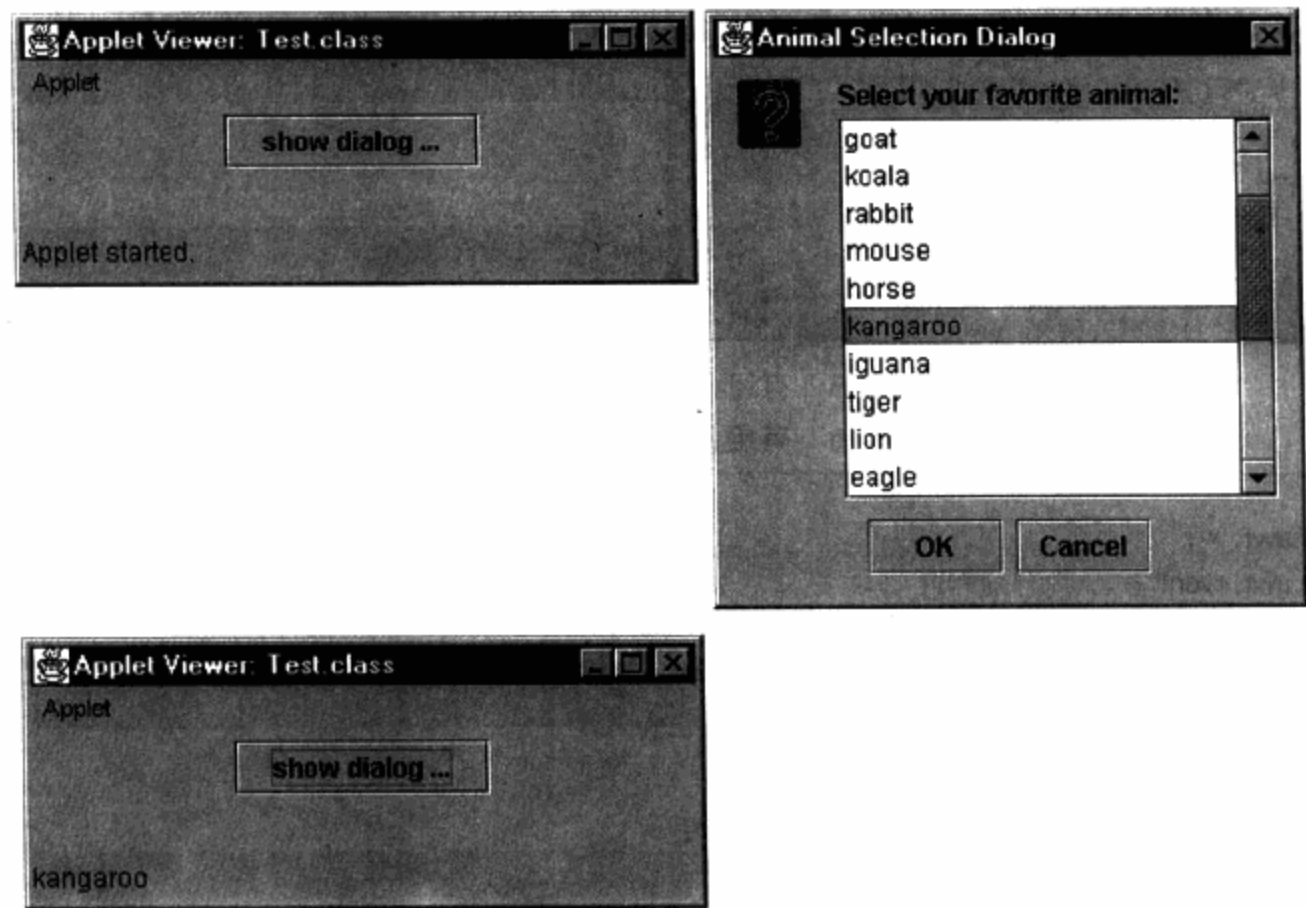 Applet Viewer: Test.class
Applet
show dialog ...
Applet started.
Animal Selection Dialog
?
Select your favorite animal:
goat
koala
rabbit
mouse
horse
kangaroo
iguana
tiger
lion
eagle
OK
Cancel
Applet Viewer: Test.class
Applet
show dialog ...
kangaroo